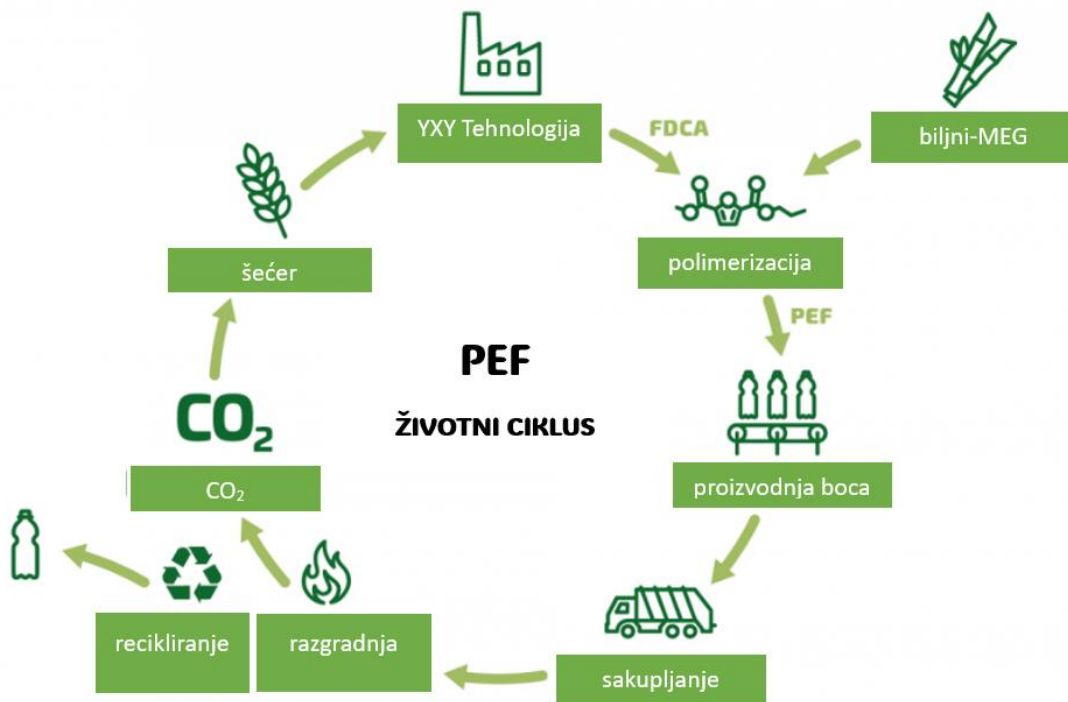 YXY Tehnologija
FDCA
biljni-MEG
šećer
polimerizacija
PEF
PEF
ŽIVOTNI CIKLUS
CO₂
CO₂
proizvodnja boca
recikliranje
razgradnja
sakupljanje